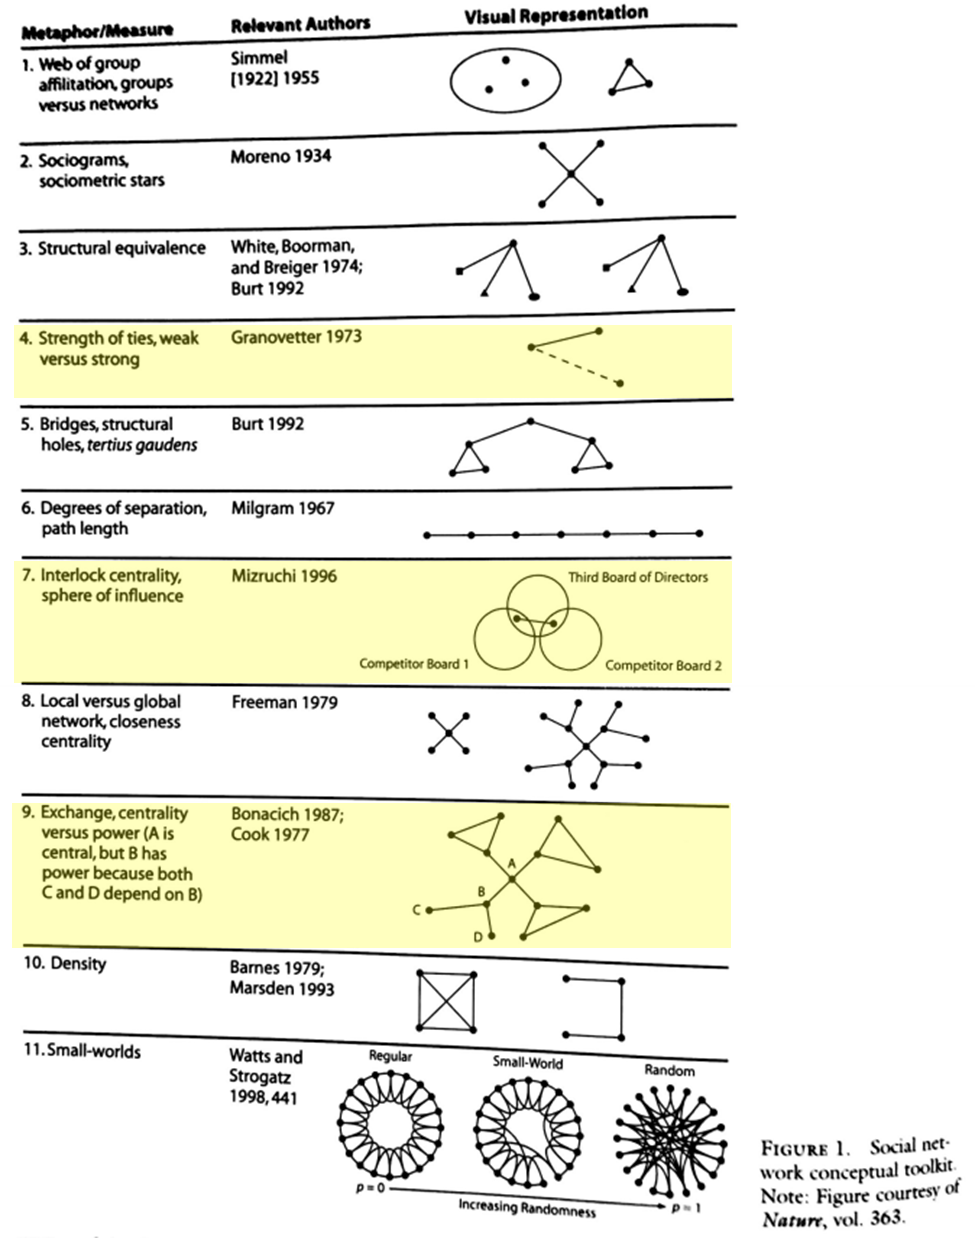 Metaphor/Measure
Relevant Authors
Visual Representation
1. Web of group
affilitation, groups
versus networks
Simmel
[1922] 1955
2. Sociograms,
sociometric stars
Moreno 1934
3. Structural equivalence
White, Boorman,
and Breiger 1974;
Burt 1992
4. Strength of ties, weak
versus strong
Granovetter 1973
5. Bridges, structural
holes, tertius gaudens
Burt 1992
6. Degrees of separation,
path length
Milgram 1967
7. Interlock centrality,
sphere of influence
Mizruchi 1996
Third Board of Directors
Competitor Board 1
Competitor Board 2
8. Local versus global
network, closeness
centrality
Freeman 1979
9. Exchange, centrality
versus power (A is
central, but B has
power because both
C and D depend on B)
Bonacich 1987;
Cook 1977
A
B
C
D
10. Density
Barnes 1979;
Marsden 1993
11. Small-worlds
Watts and
Strogatz
1998, 441
Regular
Small-World
Random
p = 0
Increasing Randomness
p = 1
FIGURE 1. Social net-
work conceptual toolkit.
Note: Figure courtesy of
Nature, vol. 363.